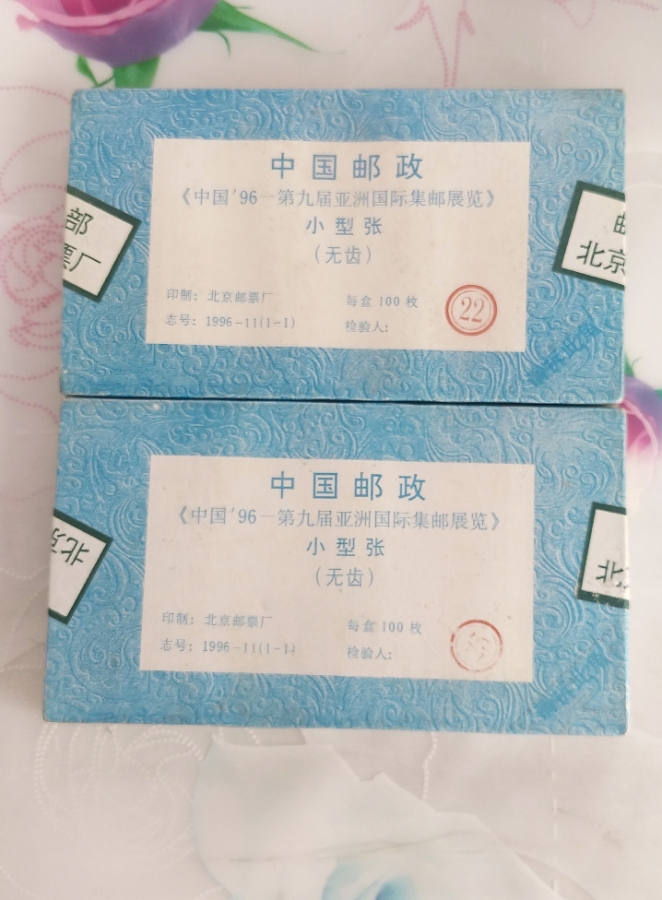 中国邮政
《中国'96-第九届亚洲国际集邮展览》
小型张
(无齿)
印制: 北京邮票厂
每盒100枚
志号: 1996-11(1-1)
检验人:
22
部
票厂
邮
北京
中国邮政
《中国'96-第九届亚洲国际集邮展览》
小型张
(无齿)
印制: 北京邮票厂
每盒100枚
志号: 1996-11(1-1)
检验人:
北京
北